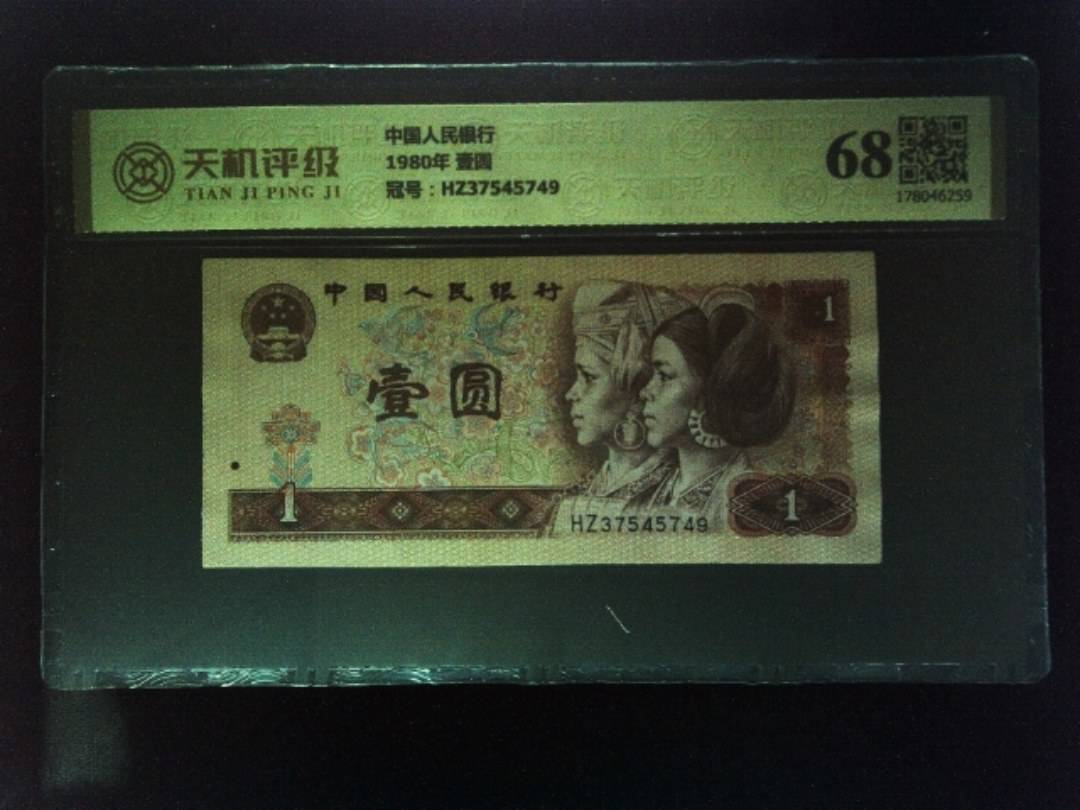 天机评级
TIAN JI PING JI
中国人民银行
1980年 壹圆
冠号：HZ37545749
68
178046259
中国人民银行
1
壹圆
1
HZ37545749
1